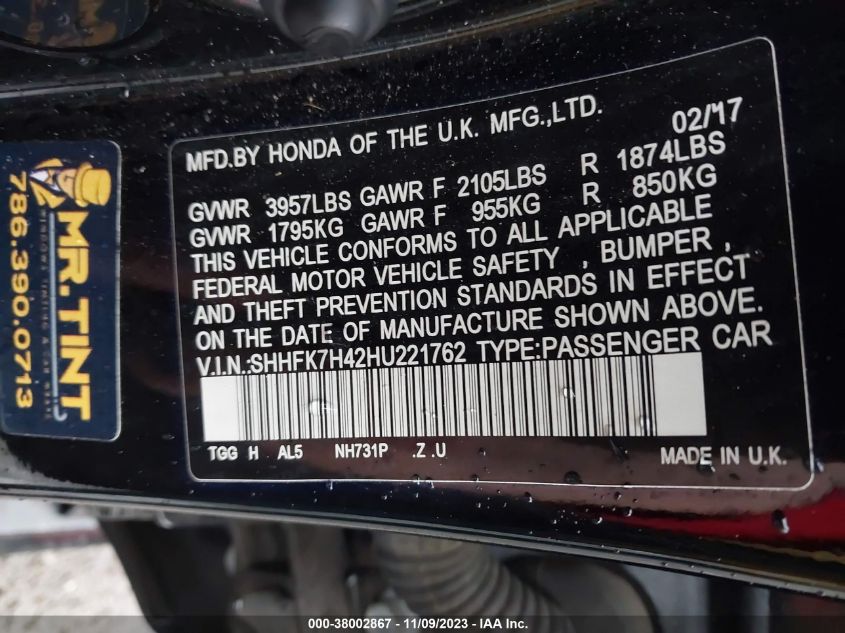 MFD.BY HONDA OF THE U.K. MFG.,LTD. 02/17
GVWR 3957LBS GAWR F 2105LBS R 1874LBS
GVWR 1795KG GAWR F 955KG R 850KG
THIS VEHICLE CONFORMS TO ALL APPLICABLE
FEDERAL MOTOR VEHICLE SAFETY , BUMPER ,
AND THEFT PREVENTION STANDARDS IN EFFECT
ON THE DATE OF MANUFACTURE SHOWN ABOVE.
V.I.N.:SHHFK7H42HU221762 TYPE:PASSENGER CAR
TGG H AL5 NH731P .Z .U MADE IN U.K.
MR.TINT
WINDOWS TINTING & CAR
786.390.0713
000-38002867 - 11/09/2023 - IAA Inc.